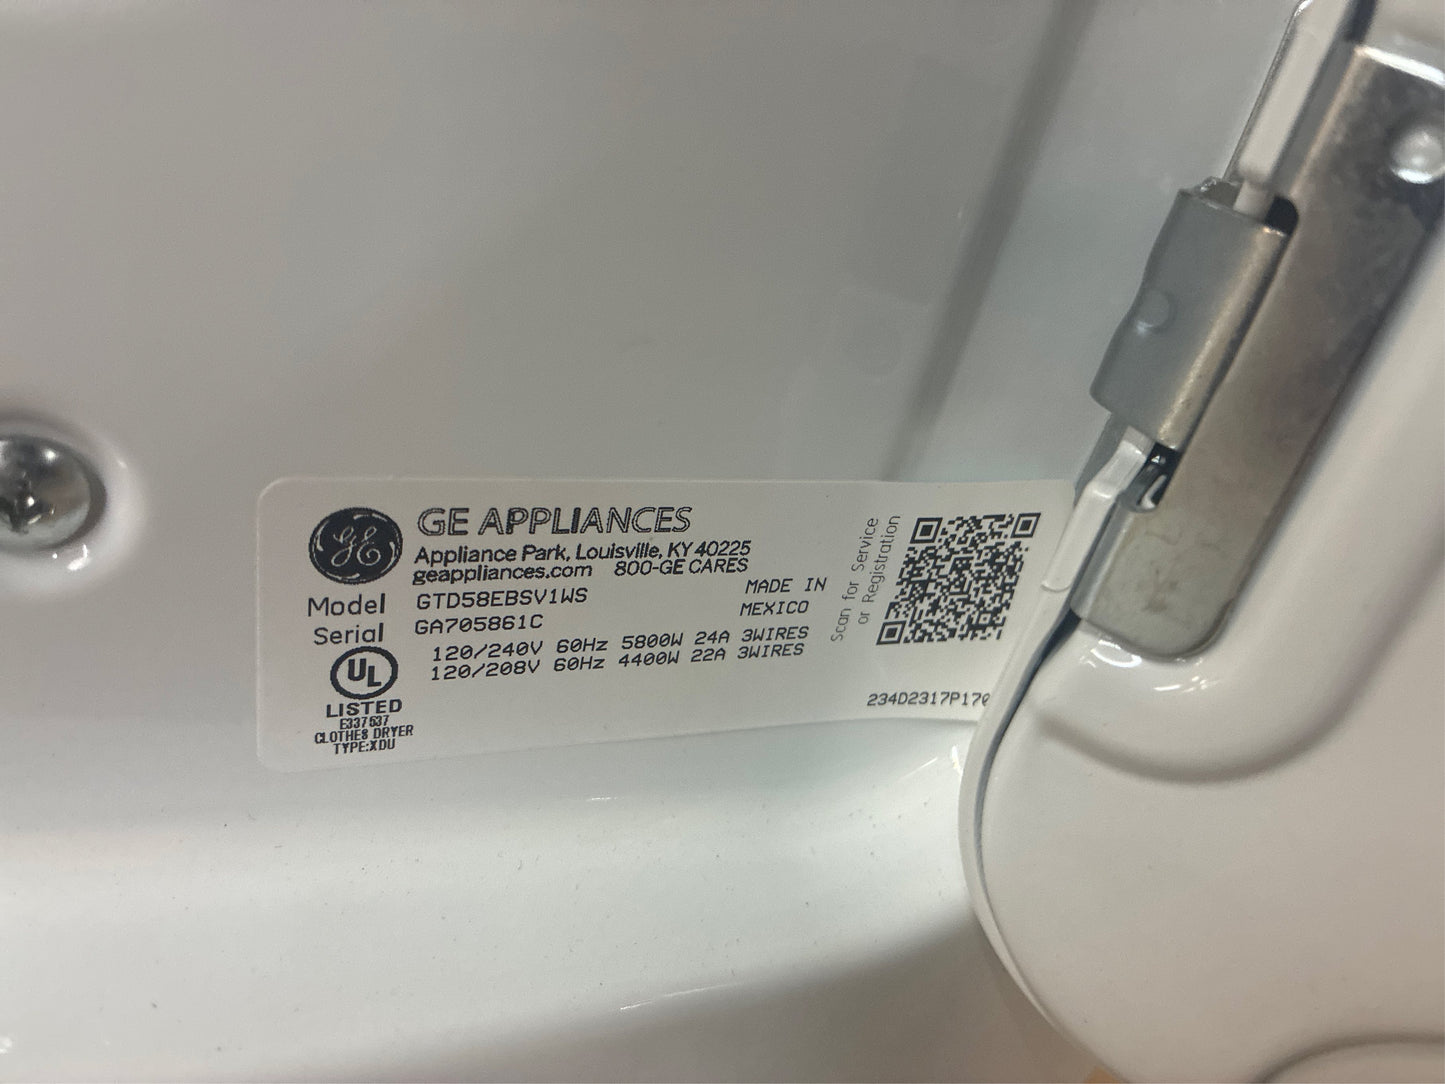 GE
GE APPLIANCES
Appliance Park, Louisville, KY 40225
geappliances.com 800-GE CARES
MADE IN
MEXICO
Model GTD58EBSV1WS
Serial GA705861C
120/240V 60Hz 5800W 24A 3WIRES
120/208V 60Hz 4400W 22A 3WIRES
UL
LISTED
E337637
CLOTHES DRYER
TYPE:XDU
Scan for Service
or Registration
234D2317P170